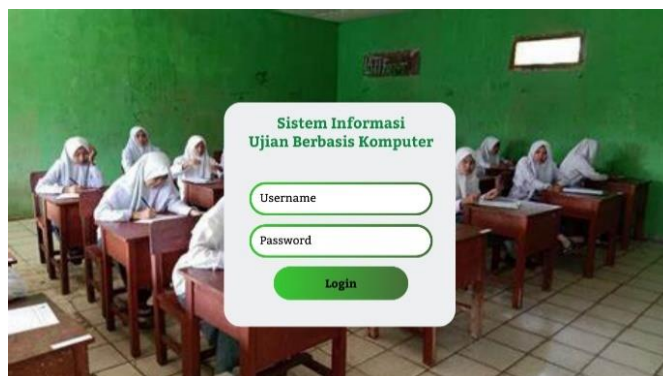 Sistem Informasi
Ujian Berbasis Komputer
Username
Password
Login